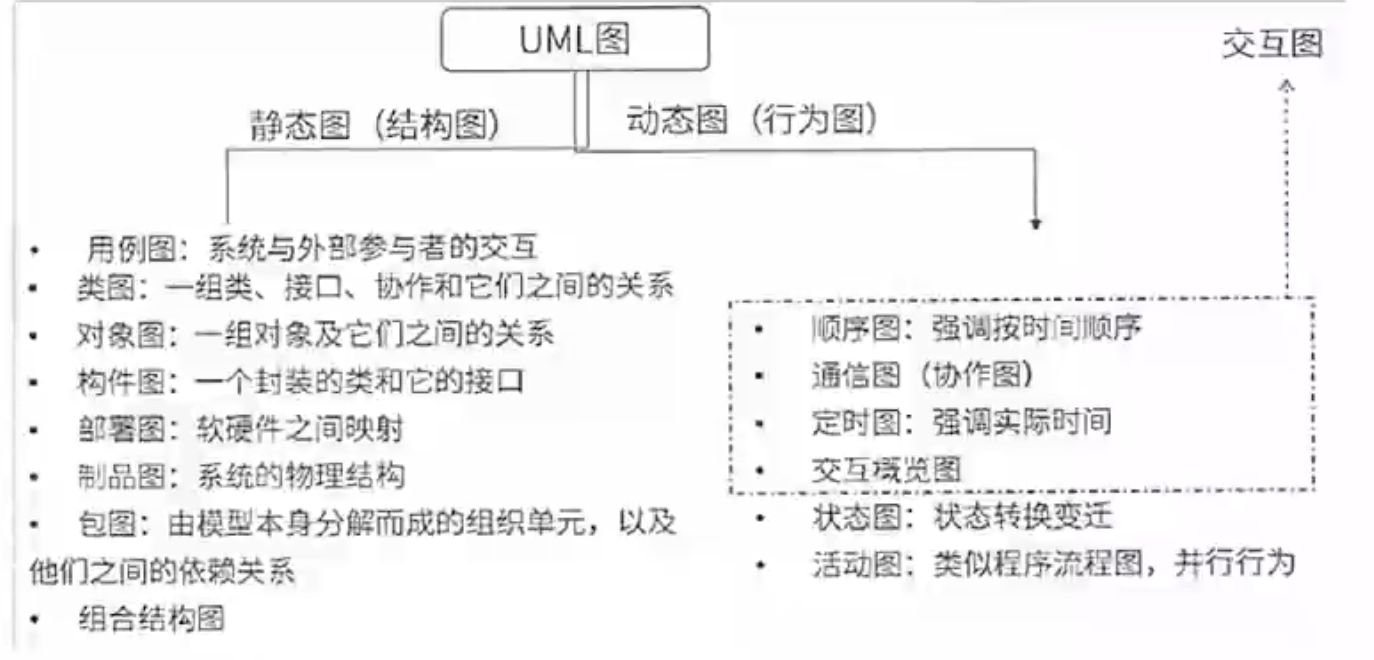 UML图
交互图
静态图（结构图）
动态图（行为图）
• 用例图：系统与外部参与者的交互
• 类图：一组类、接口、协作和它们之间的关系
• 对象图：一组对象及它们之间的关系
• 构件图：一个封装的类和它的接口
• 部署图：软硬件之间映射
• 制品图：系统的物理结构
• 包图：由模型本身分解而成的组织单元，以及
他们之间的依赖关系
• 组合结构图
• 顺序图：强调按时间顺序
• 通信图（协作图）
• 定时图：强调实际时间
• 交互概览图
• 状态图：状态转换变迁
• 活动图：类似程序流程图，并行行为